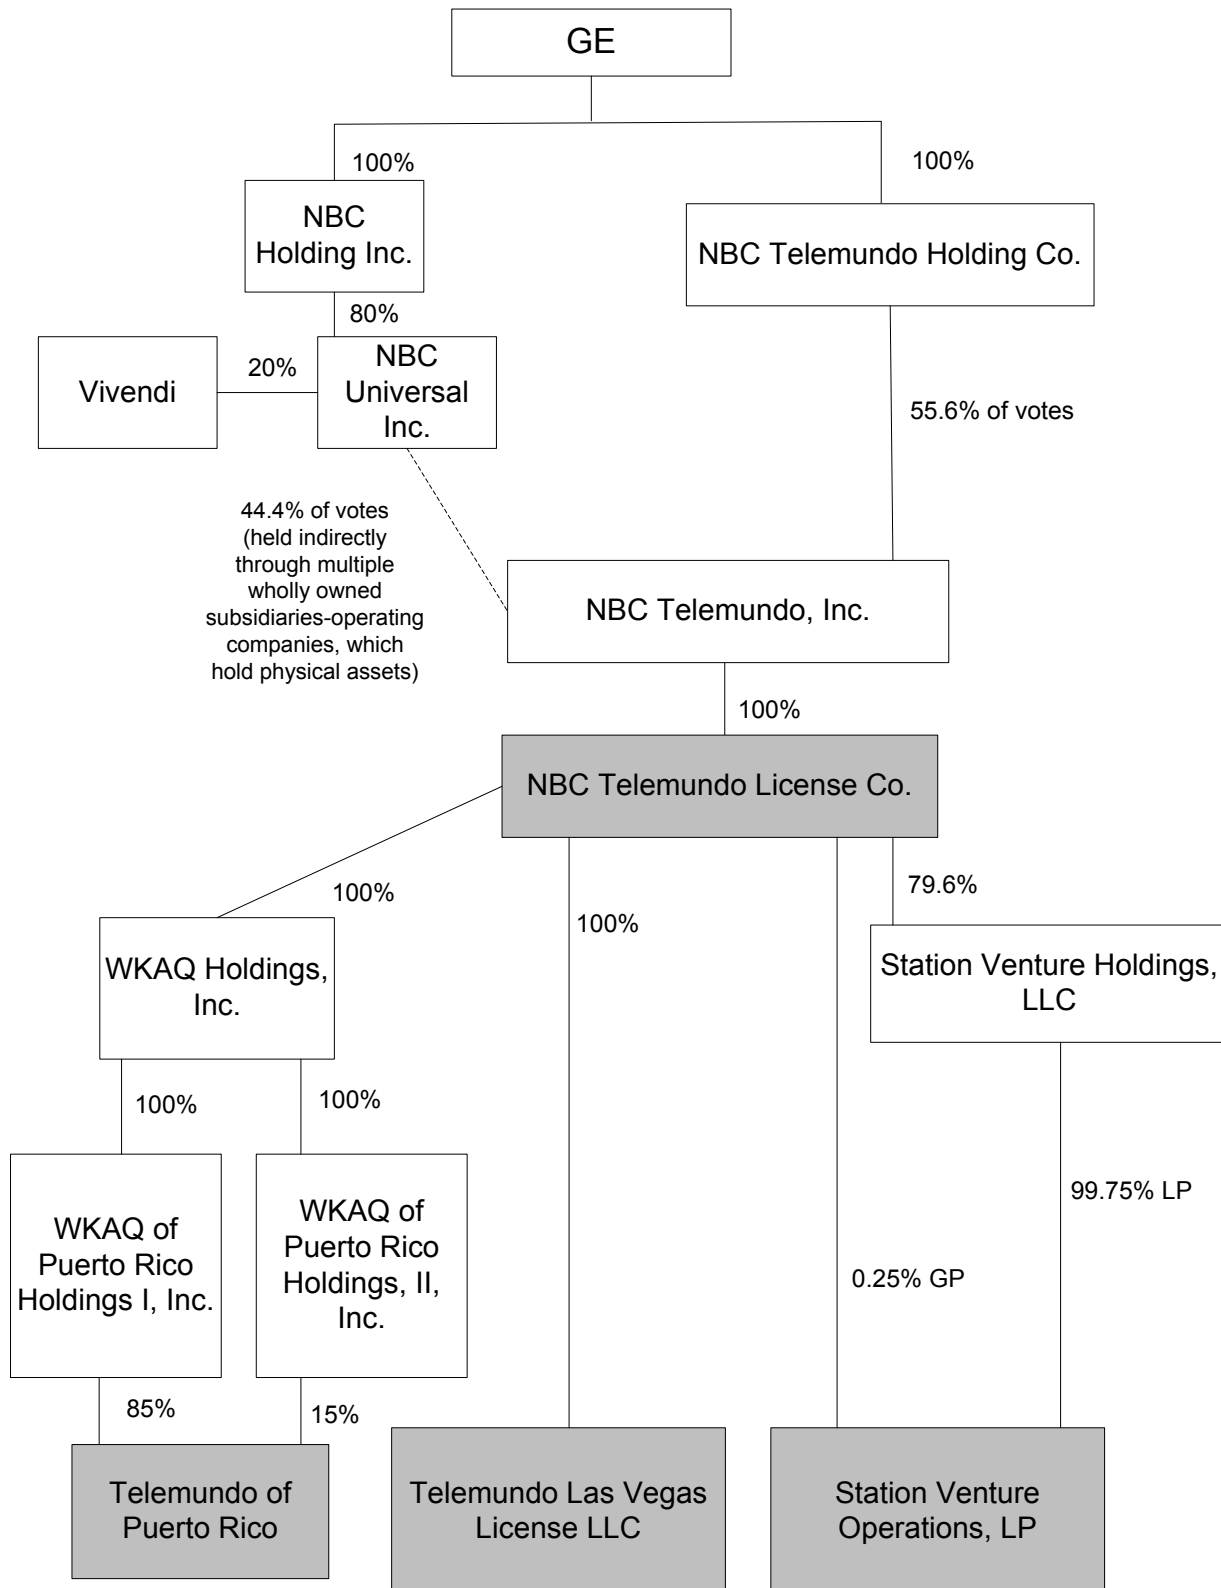 GE
100%
100%
NBC
Holding Inc.
NBC Telemundo Holding Co.
80%
Vivendi
20%
NBC
Universal
Inc.
55.6% of votes
44.4% of votes
(held indirectly
through multiple
wholly owned
subsidiaries-operating
companies, which
hold physical assets)
NBC Telemundo, Inc.
100%
NBC Telemundo License Co.
100%
100%
79.6%
WKAQ Holdings,
Inc.
Station Venture Holdings,
LLC
100%
100%
WKAQ of
Puerto Rico
Holdings I, Inc.
WKAQ of
Puerto Rico
Holdings, II,
Inc.
99.75% LP
0.25% GP
85%
15%
Telemundo of
Puerto Rico
Telemundo Las Vegas
License LLC
Station Venture
Operations, LP